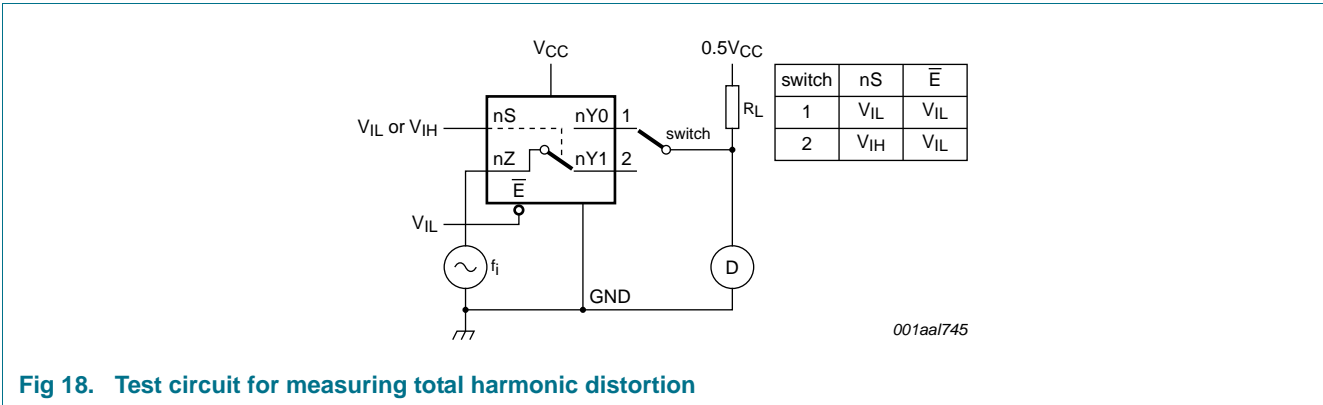 VCC
0.5VCC
switch nS E̅
1 VIL VIL
2 VIH VIL
RL
VIL or VIH
nS
nY0
1
switch
nZ
nY1
2
E̅
VIL
fi
D
GND
001aal745
Fig 18. Test circuit for measuring total harmonic distortion